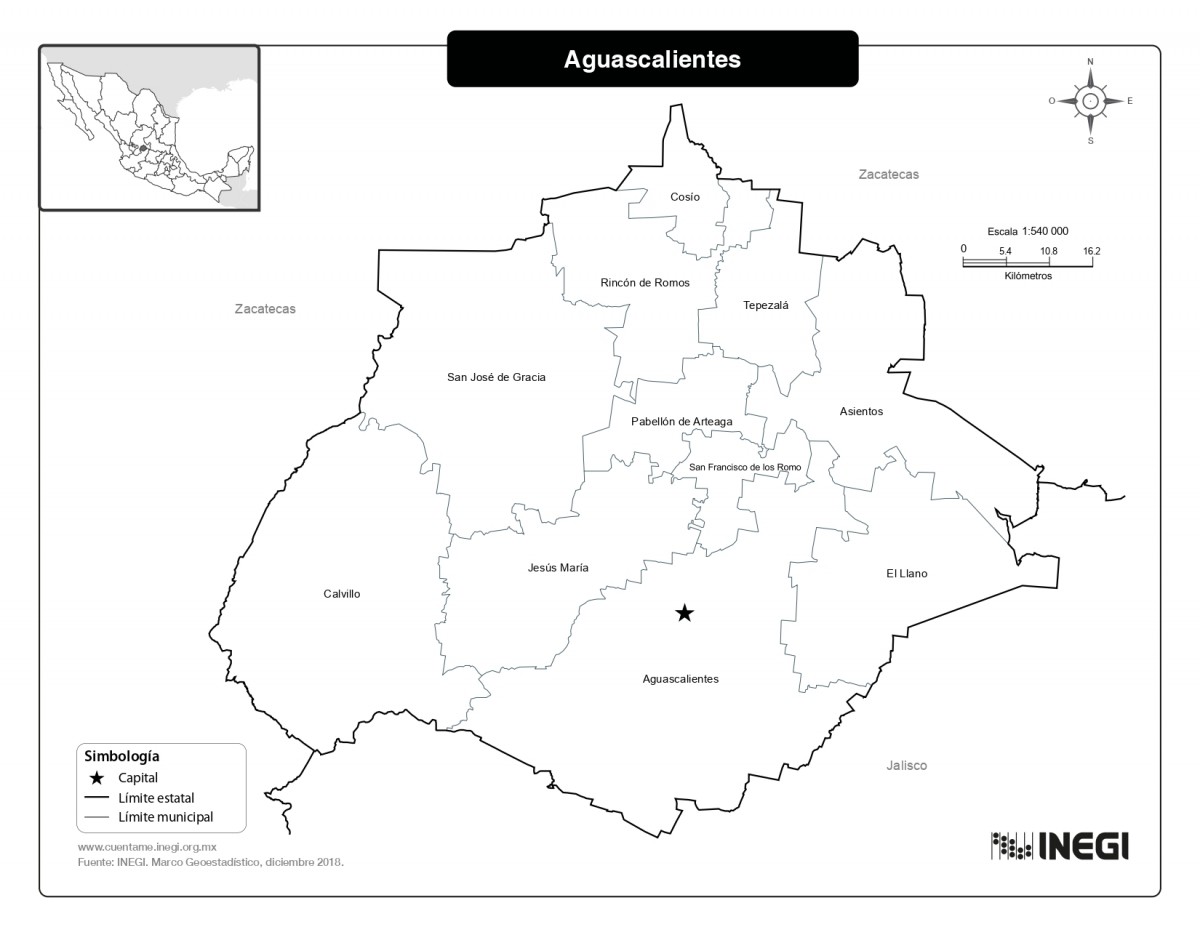 Aguascalientes
N
O
E
S
Zacatecas
Cosío
Escala 1:540 000
0 5.4 10.8 16.2
Kilómetros
Rincón de Romos
Tepezalá
Zacatecas
San José de Gracia
Asientos
Pabellón de Arteaga
San Francisco de los Romo
Jesús María
El Llano
Calvillo
Aguascalientes
Jalisco
Simbología
Capital
Límite estatal
Límite municipal
www.cuentame.inegi.org.mx
Fuente: INEGI. Marco Geoestadístico, diciembre 2018.
INEGI